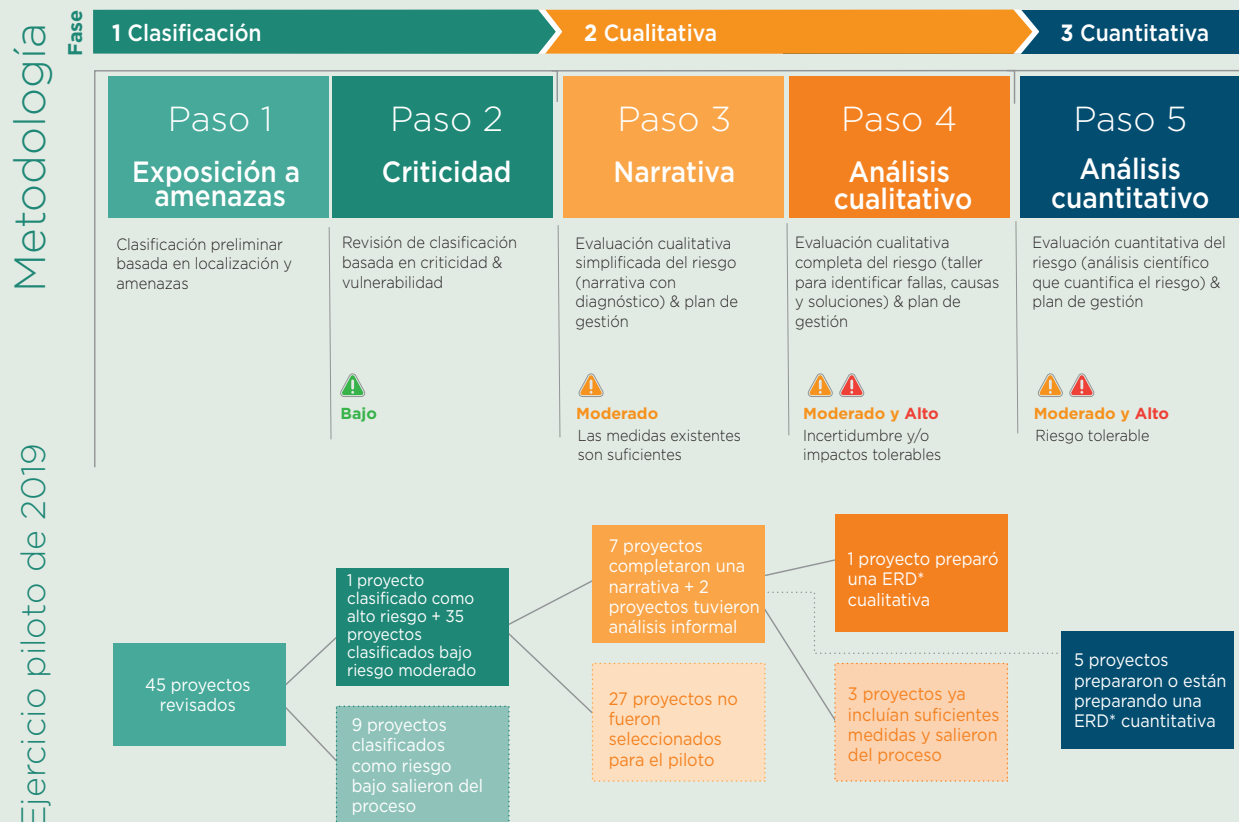 Metodología
Fase
1 Clasificación
2 Cualitativa
3 Cuantitativa
Paso 1
Exposición a
amenazas
Paso 2
Criticidad
Paso 3
Narrativa
Paso 4
Análisis
cualitativo
Paso 5
Análisis
cuantitativo
Clasificación preliminar
basada en localización y
amenazas
Revisión de clasificación
basada en criticidad &
vulnerabilidad
Bajo
Evaluación cualitativa
simplificada del riesgo
(narrativa con
diagnóstico) & plan de
gestión
Moderado
Las medidas existentes
son suficientes
Evaluación cualitativa
completa del riesgo (taller
para identificar fallas, causas
y soluciones) & plan de
gestión
Moderado y Alto
Incertidumbre y/o
impactos tolerables
Evaluación cuantitativa del
riesgo (análisis científico
que cuantifica el riesgo) &
plan de gestión
Moderado y Alto
Riesgo tolerable
Ejercicio piloto de 2019
45 proyectos
revisados
1 proyecto
clasificado como
alto riesgo + 35
proyectos
clasificados bajo
riesgo moderado
9 proyectos
clasificados
como riesgo
bajo salieron del
proceso
7 proyectos
completaron una
narrativa + 2
proyectos tuvieron
análisis informal
27 proyectos no
fueron
seleccionados
para el piloto
1 proyecto preparó
una ERD*
cualitativa
3 proyectos ya
incluían suficientes
medidas y salieron
del proceso
5 proyectos
prepararon o están
preparando una
ERD* cuantitativa